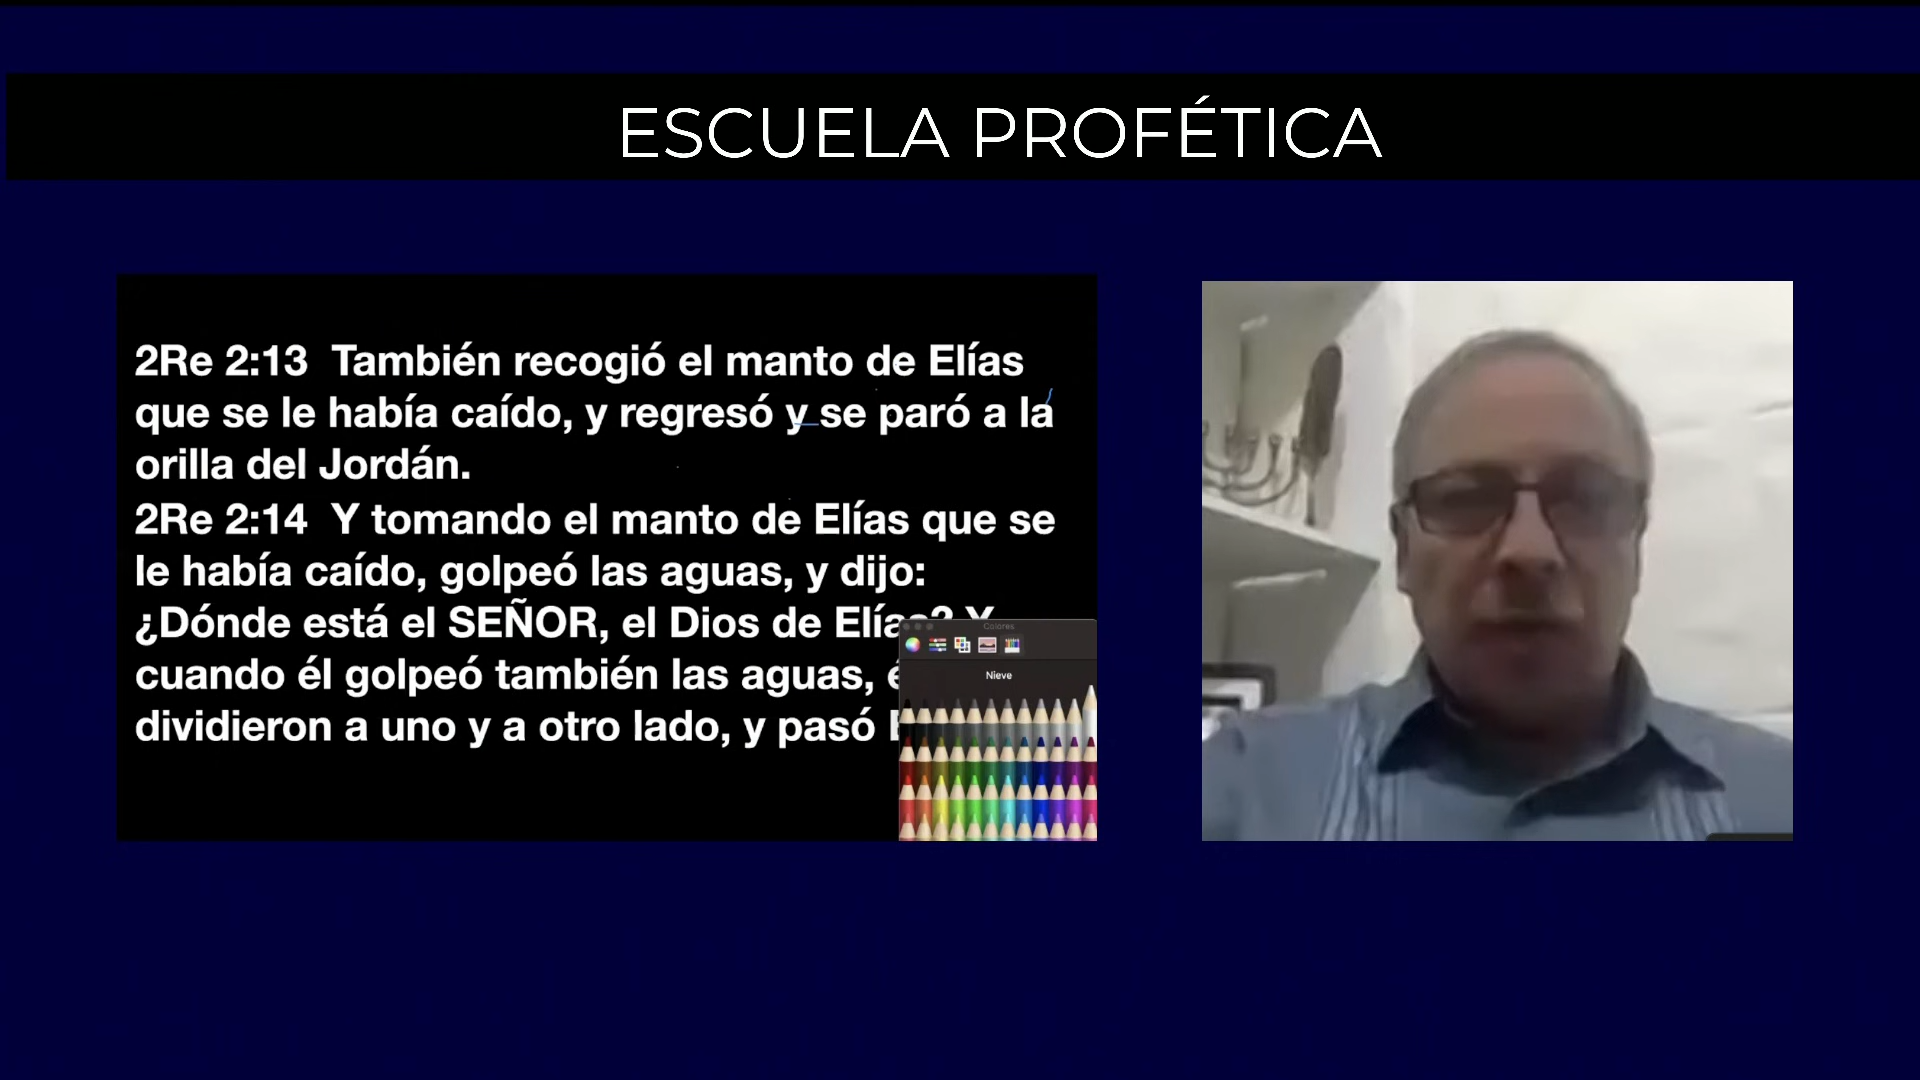 ESCUELA PROFÉTICA
2Re 2:13 También recogió el manto de Elías
que se le había caído, y regresó y se paró a la
orilla del Jordán.
2Re 2:14 Y tomando el manto de Elías que se
le había caído, golpeó las aguas, y dijo:
¿Dónde está el SEÑOR, el Dios de Elías? Y
cuando él golpeó también las aguas,
dividieron a uno y a otro lado, y pasó
Colores
Nieve